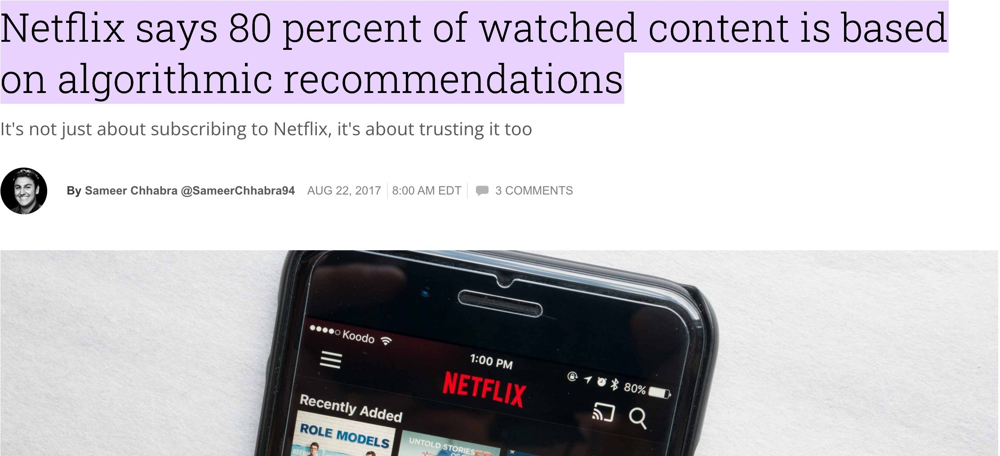 Netflix says 80 percent of watched content is based
on algorithmic recommendations
It's not just about subscribing to Netflix, it's about trusting it too
By Sameer Chhabra @SameerChhabra94 AUG 22, 2017 8:00 AM EDT 3 COMMENTS
Koodo
1:00 PM
80%
NETFLIX
Recently Added
ROLE MODELS
UNTOLD STORIES